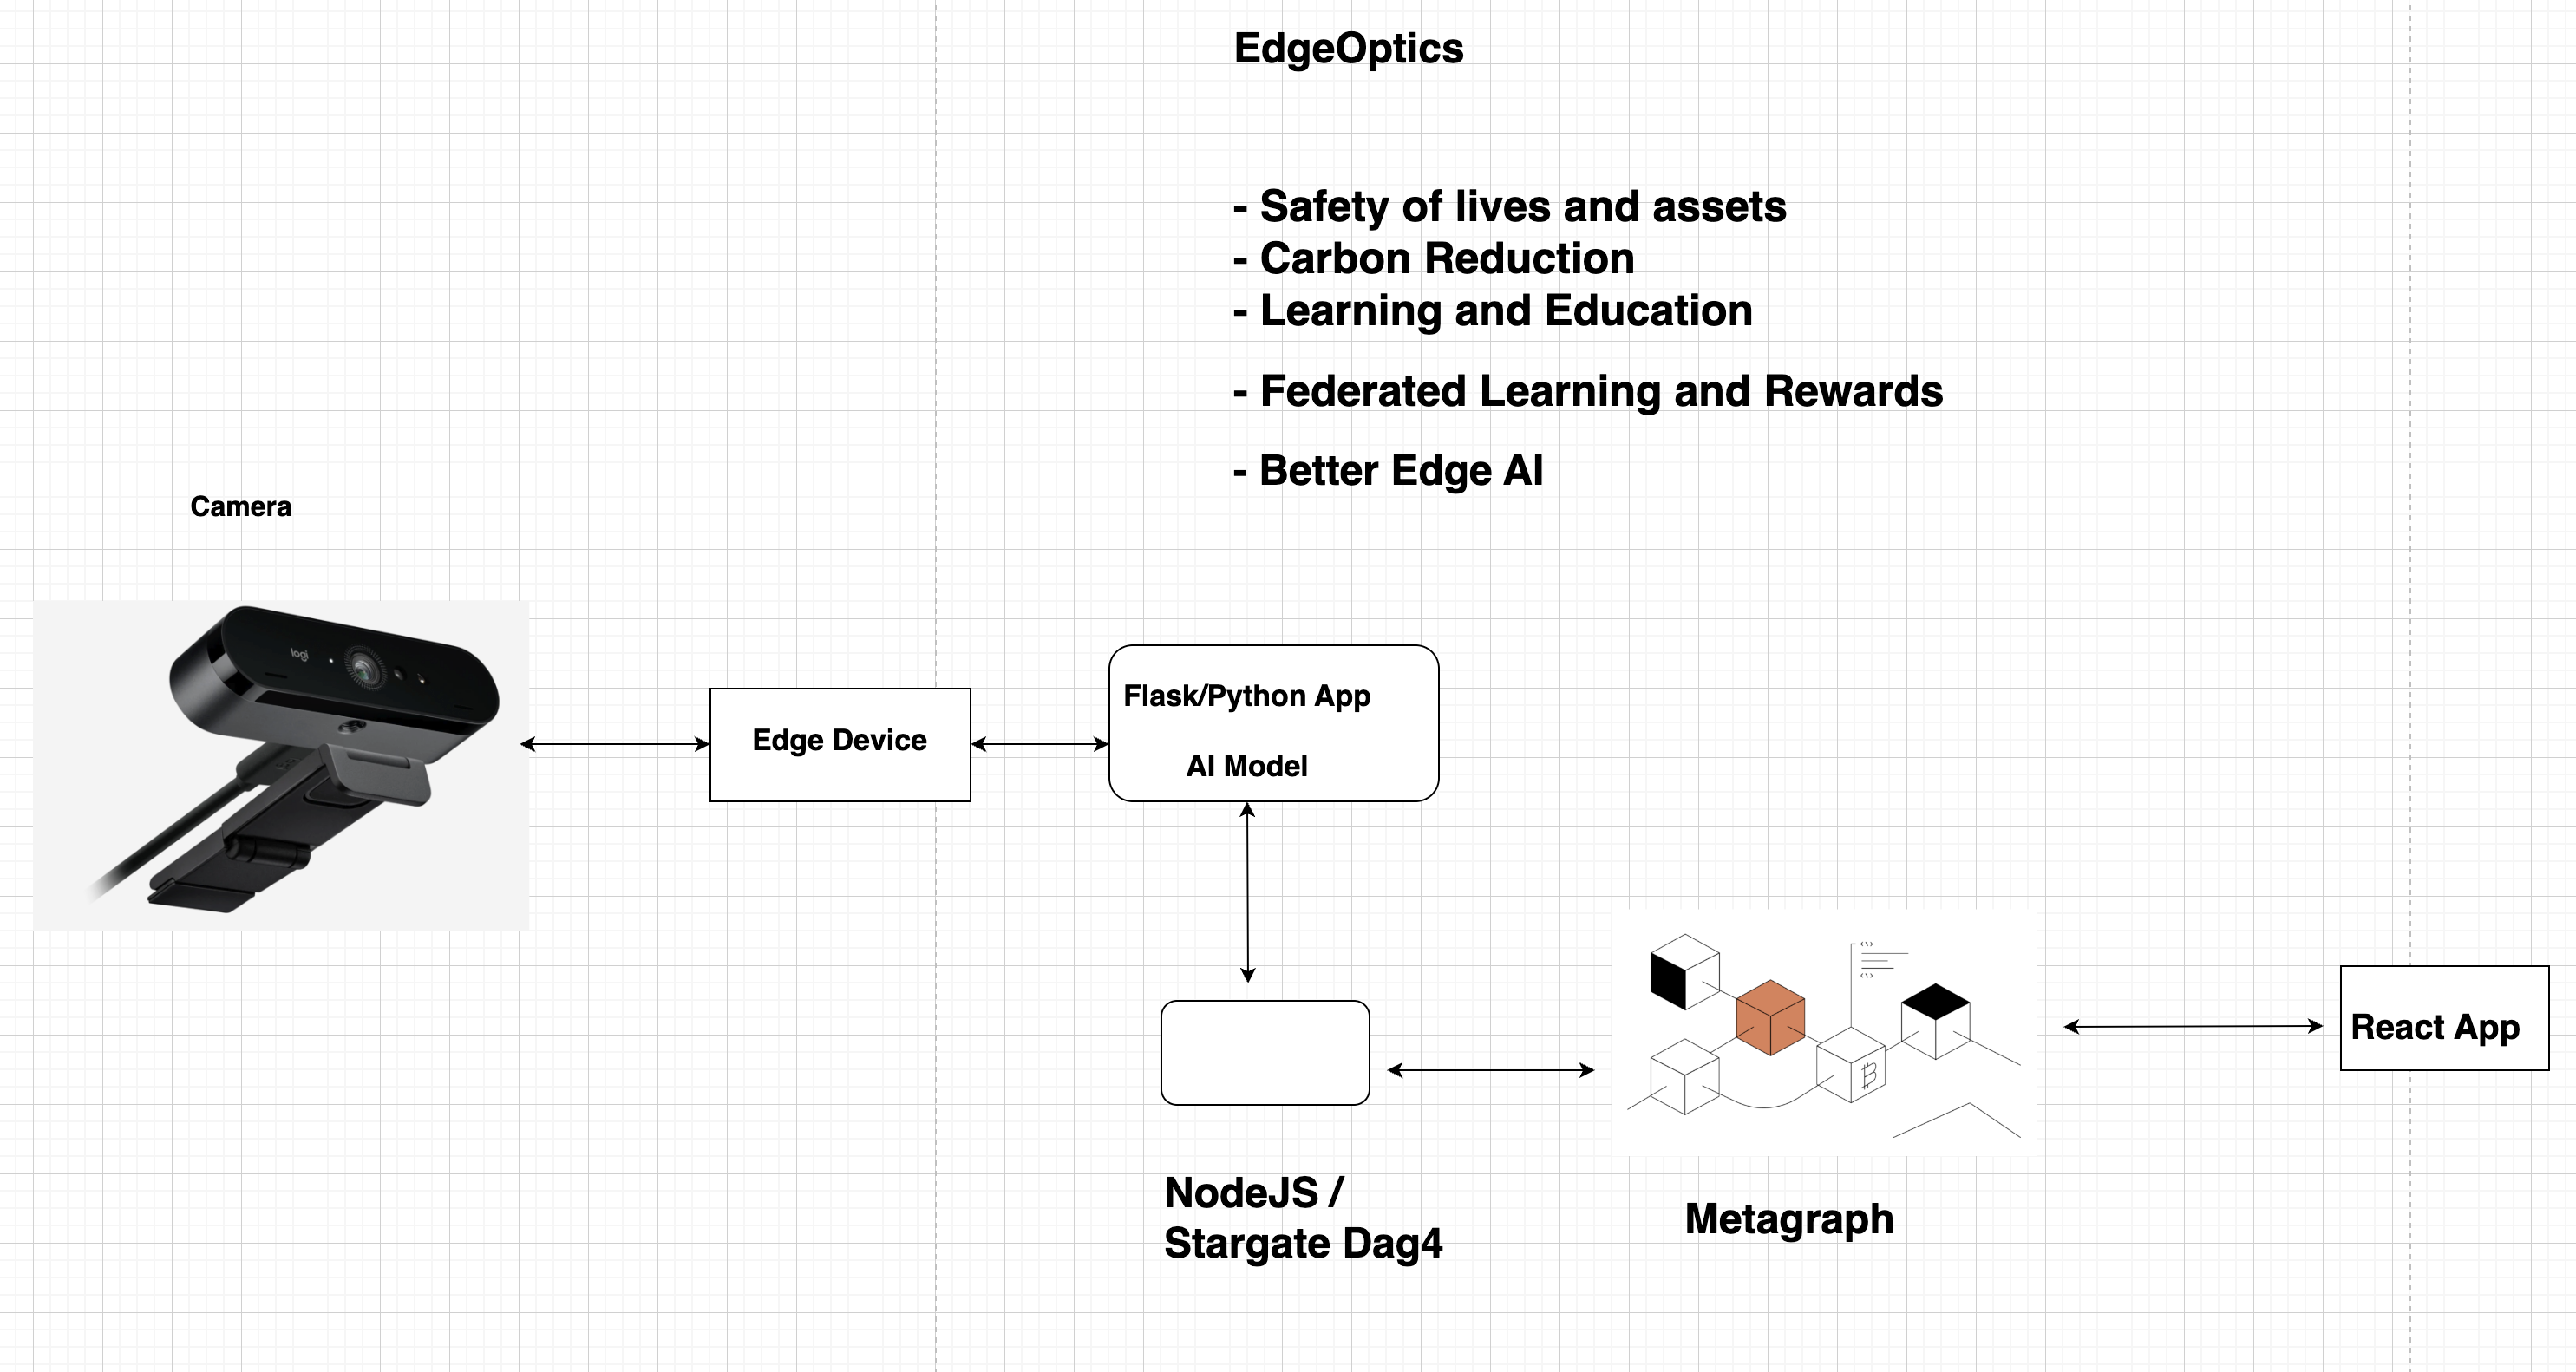 EdgeOptics
- Safety of lives and assets
- Carbon Reduction
- Learning and Education
- Federated Learning and Rewards
- Better Edge AI
Camera
logi
Edge Device
Flask/Python App
AI Model
NodeJS /
Stargate Dag4
Metagraph
React App